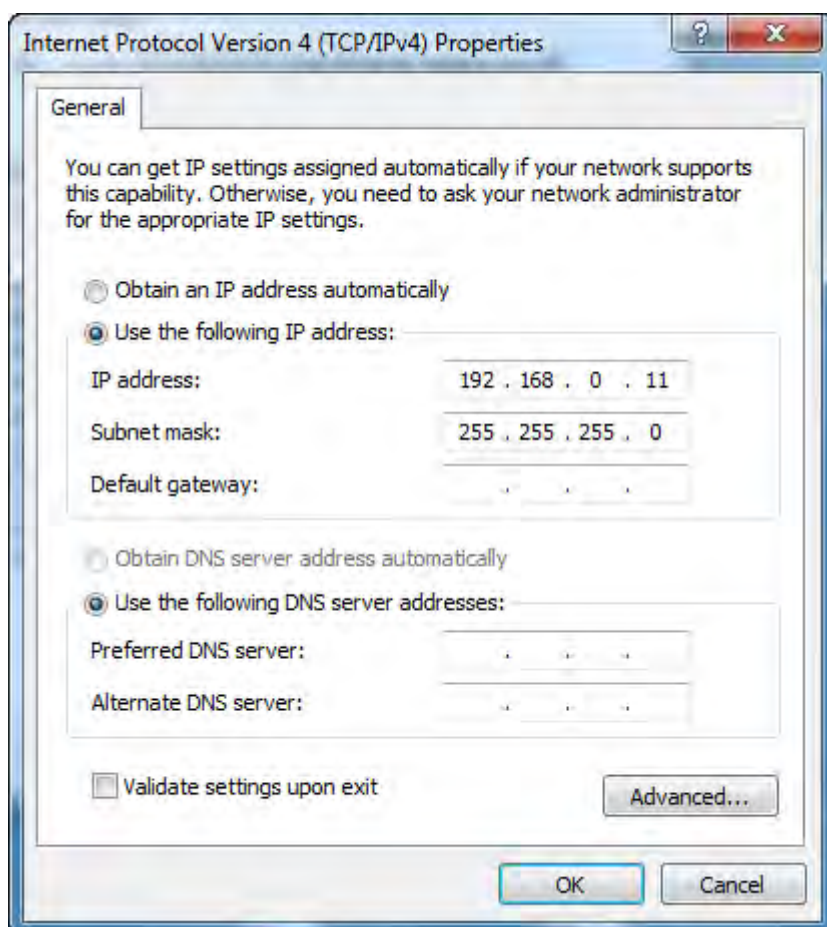 Internet Protocol Version 4 (TCP/IPv4) Properties
?
General
You can get IP settings assigned automatically if your network supports
this capability. Otherwise, you need to ask your network administrator
for the appropriate IP settings.
Obtain an IP address automatically
Use the following IP address:
IP address: 192 . 168 . 0 . 11
Subnet mask: 255 . 255 . 255 . 0
Default gateway: . . .
Obtain DNS server address automatically
Use the following DNS server addresses:
Preferred DNS server: . . .
Alternate DNS server: . . .
Validate settings upon exit
Advanced...
OK Cancel